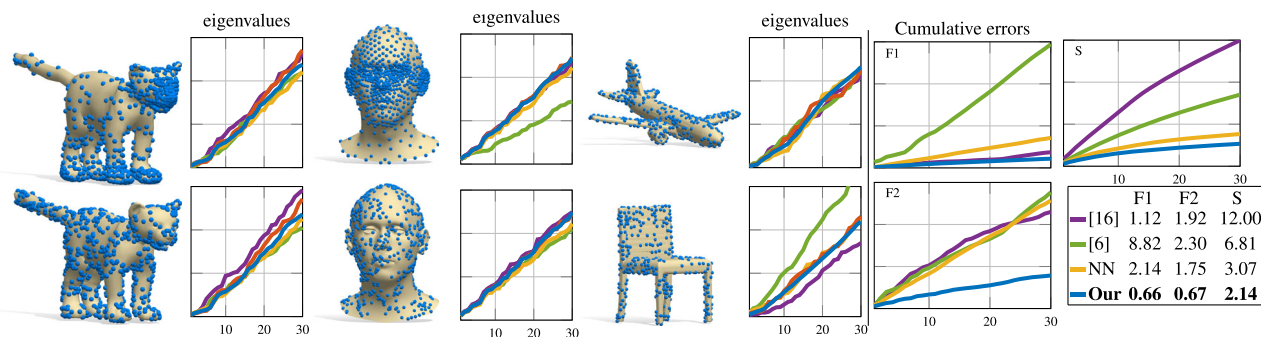 eigenvalues
eigenvalues
eigenvalues
Cumulative errors
F1
S
10 20 30
F2
10 20 30
10 20 30
10 20 30
10 20 30
F1 F2 S
[16] 1.12 1.92 12.00
[6] 8.82 2.30 6.81
NN 2.14 1.75 3.07
Our 0.66 0.67 2.14